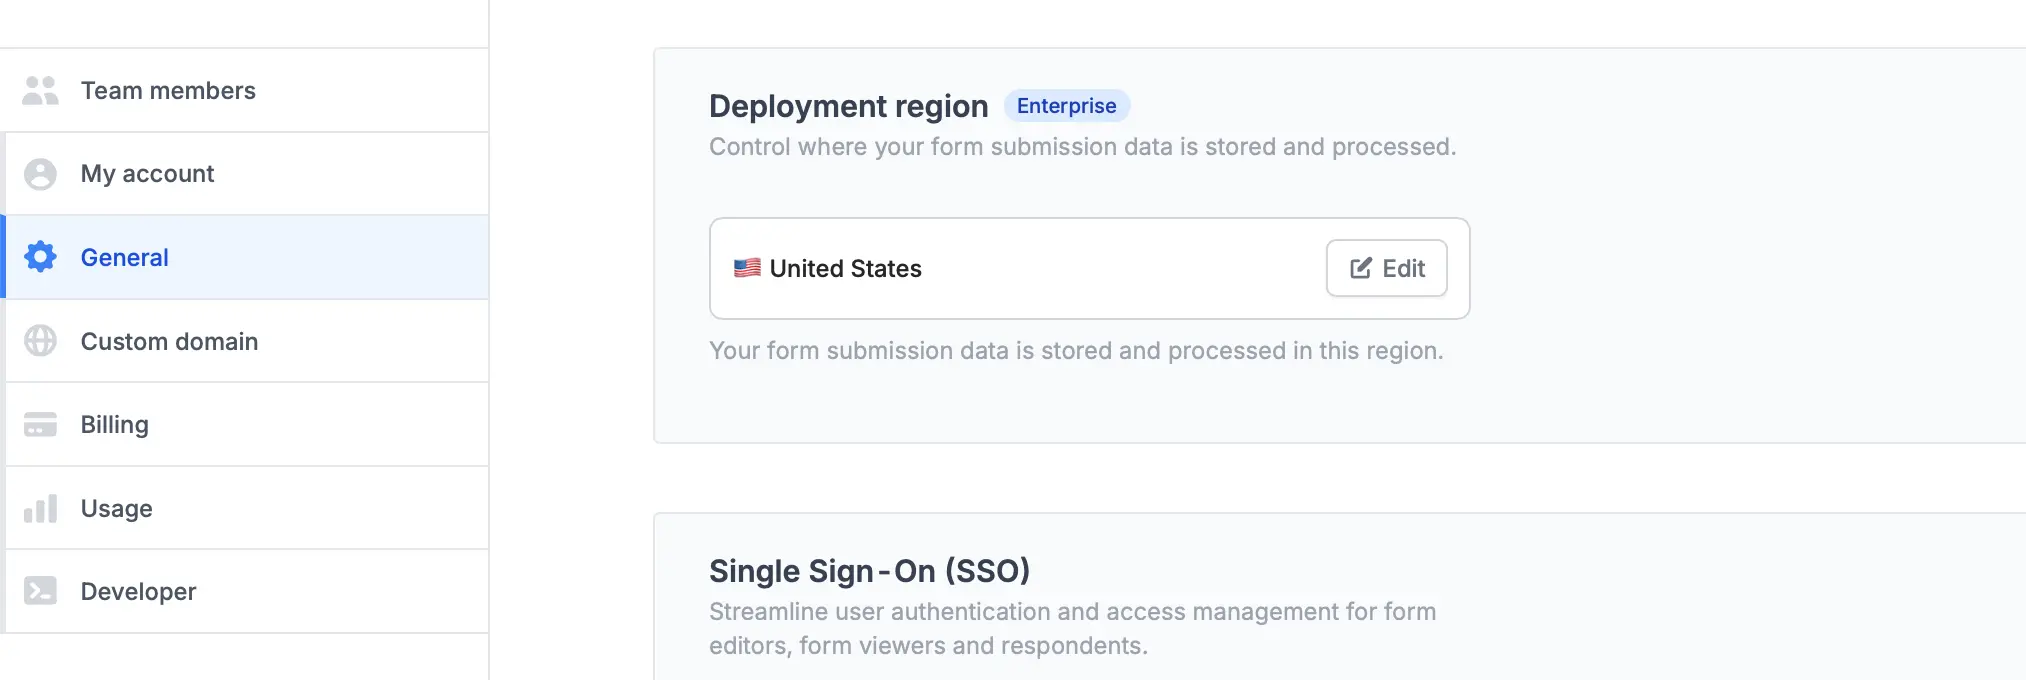 Team members
My account
General
Custom domain
Billing
Usage
Developer
Deployment region Enterprise
Control where your form submission data is stored and processed.
United States
Edit
Your form submission data is stored and processed in this region.
Single Sign-On (SSO)
Streamline user authentication and access management for form
editors, form viewers and respondents.